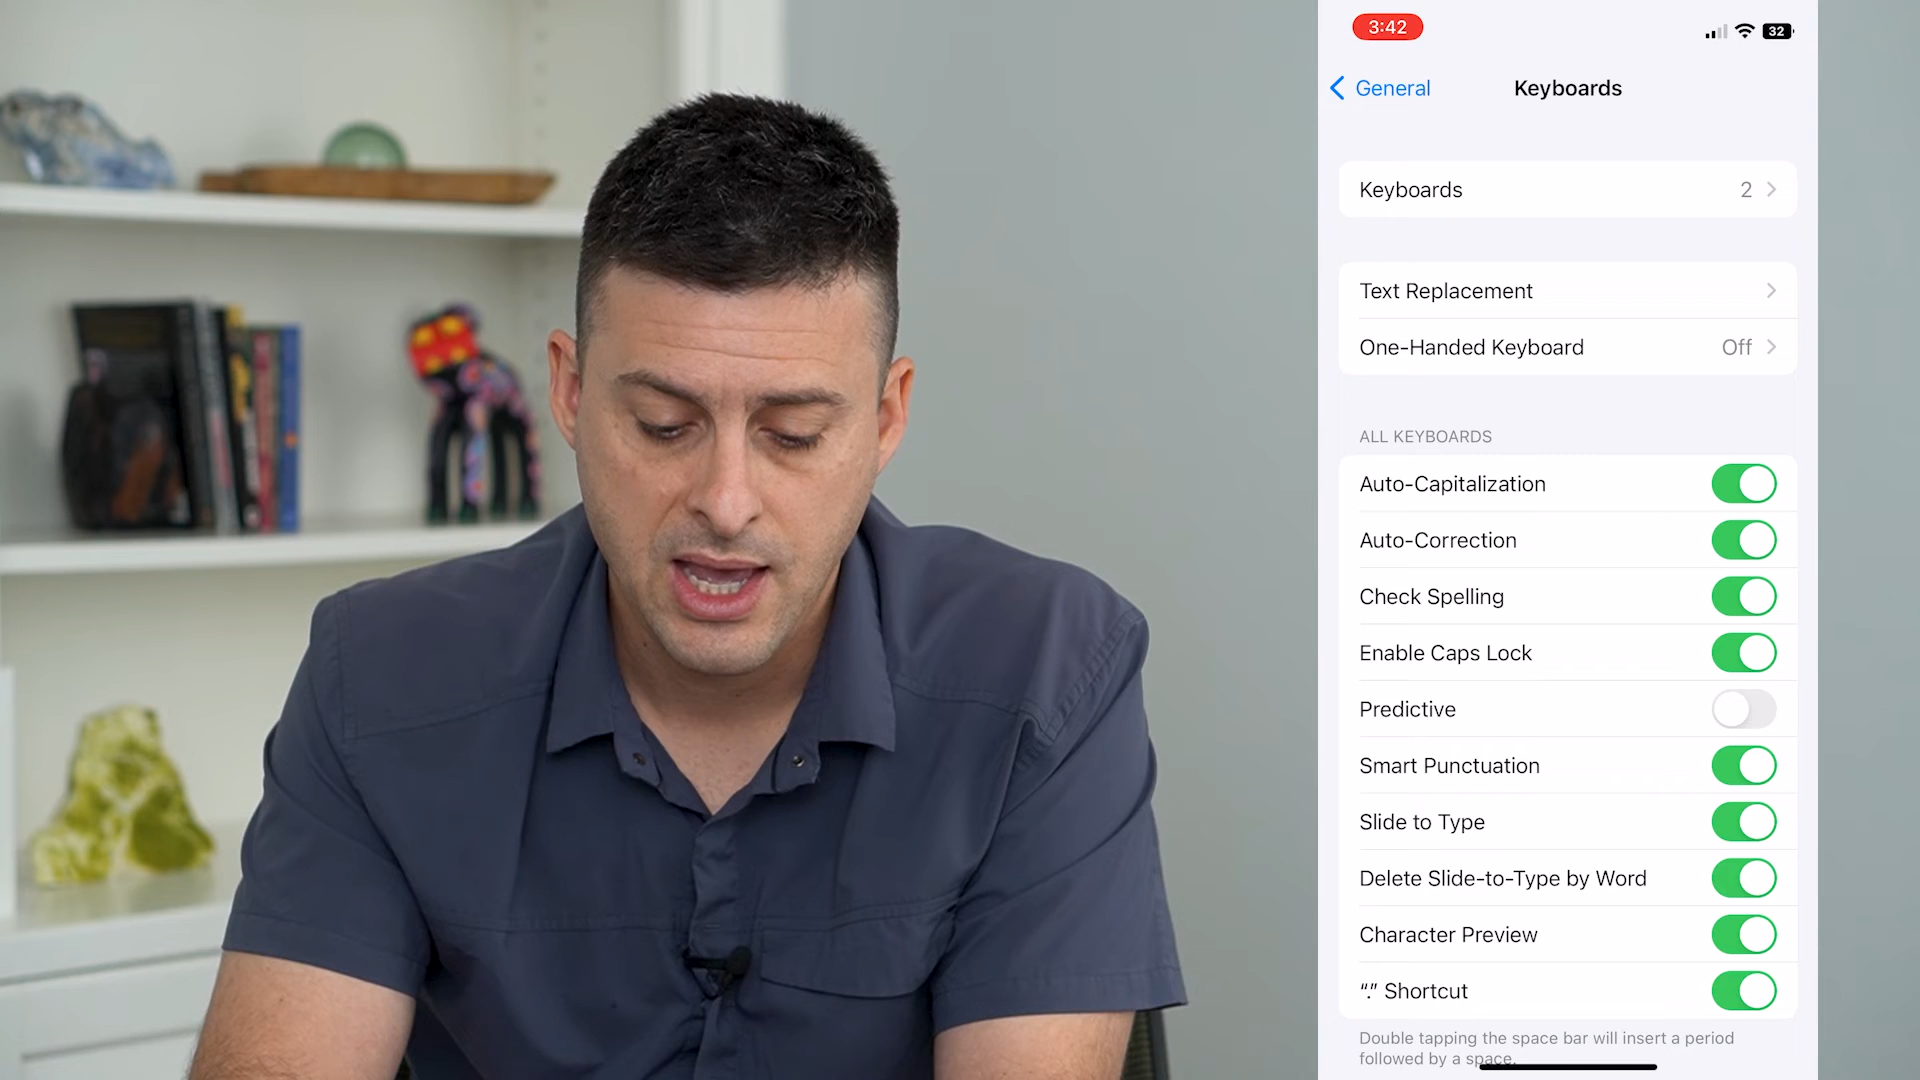 3:42
32
General
Keyboards
Keyboards 2
Text Replacement
One-Handed Keyboard Off
ALL KEYBOARDS
Auto-Capitalization
Auto-Correction
Check Spelling
Enable Caps Lock
Predictive
Smart Punctuation
Slide to Type
Delete Slide-to-Type by Word
Character Preview
“.” Shortcut
Double tapping the space bar will insert a period
followed by a space.